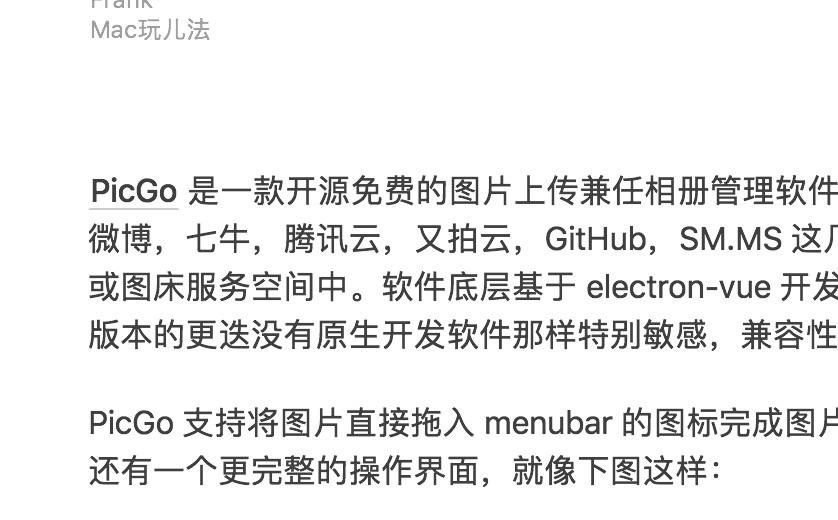 Frank
Mac玩儿法
PicGo 是一款开源免费的图片上传兼任相册管理软件
微博，七牛，腾讯云，又拍云，GitHub，SM.MS 这几
或图床服务空间中。软件底层基于 electron-vue 开发
版本的更迭没有原生开发软件那样特别敏感，兼容性
PicGo 支持将图片直接拖入 menubar 的图标完成图片
还有一个更完整的操作界面，就像下图这样：